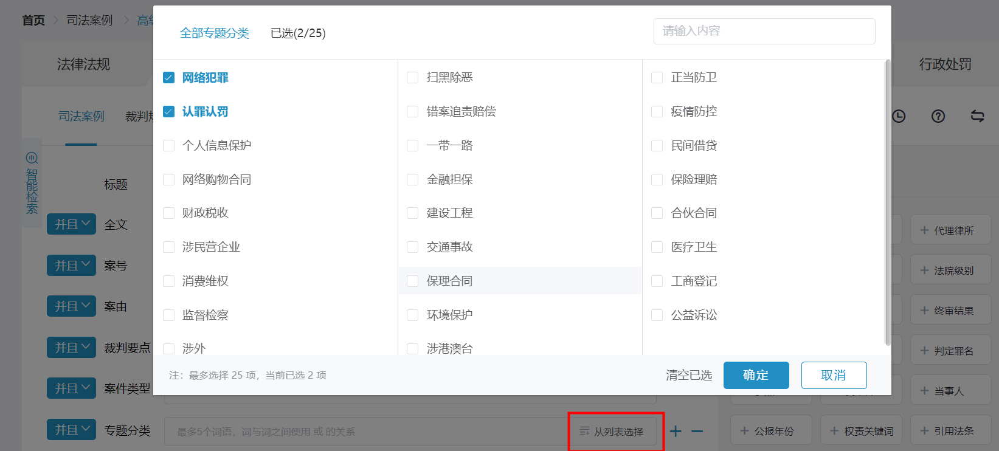 首页 司法案例
全部专题分类 已选(2/25) 请输入内容
法律法规 行政处罚
司法案例 裁判
智能检索
网络犯罪 扫黑除恶 正当防卫
认罪认罚 错案追责赔偿 疫情防控
个人信息保护 一带一路 民间借贷
网络购物合同 金融担保 保险理赔
财政税收 建设工程 合伙合同
涉民营企业 交通事故 医疗卫生
消费维权 保理合同 工商登记
监督检察 环境保护 公益诉讼
涉外 涉港澳台
注：最多选择 25 项，当前已选 2 项 清空已选 确定 取消
标题
并且 全文 代理律所
并且 案号 法院级别
并且 案由 终审结果
并且 裁判要点 判定罪名
并且 案件类型 当事人
并且 专题分类 最多5个词语，词与词之间使用 或 的关系 从列表选择 公报年份 权责关键词 引用法条